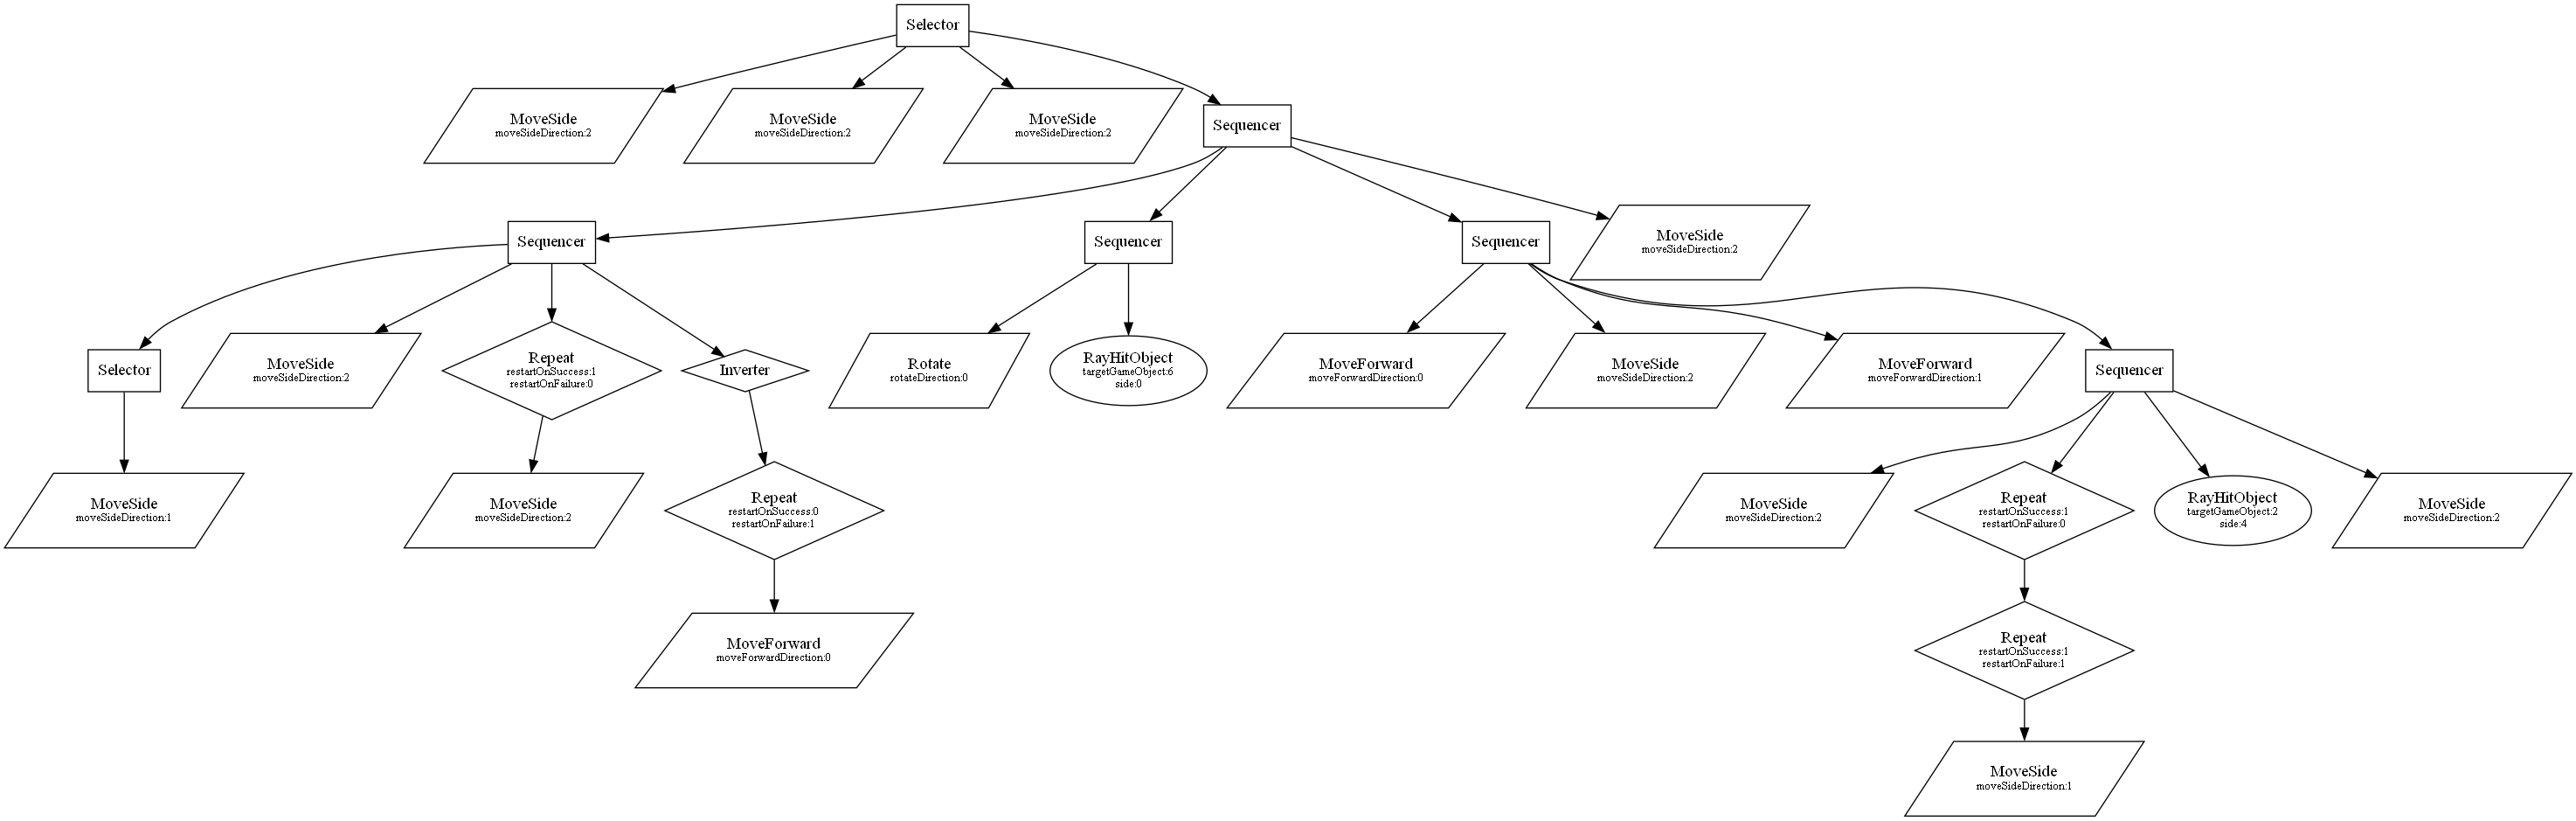 Selector
MoveSide
moveSideDirection:2
MoveSide
moveSideDirection:2
MoveSide
moveSideDirection:2
Sequencer
Sequencer
Sequencer
Sequencer
MoveSide
moveSideDirection:2
Selector
MoveSide
moveSideDirection:2
Repeat
restartOnSuccess:1
restartOnFailure:0
Inverter
Rotate
rotateDirection:0
RayHitObject
targetGameObject:6
side:0
MoveForward
moveForwardDirection:0
MoveSide
moveSideDirection:2
MoveForward
moveForwardDirection:1
Sequencer
MoveSide
moveSideDirection:1
MoveSide
moveSideDirection:2
Repeat
restartOnSuccess:0
restartOnFailure:1
MoveSide
moveSideDirection:2
Repeat
restartOnSuccess:1
restartOnFailure:0
RayHitObject
targetGameObject:2
side:4
MoveSide
moveSideDirection:2
MoveForward
moveForwardDirection:0
Repeat
restartOnSuccess:1
restartOnFailure:1
MoveSide
moveSideDirection:1